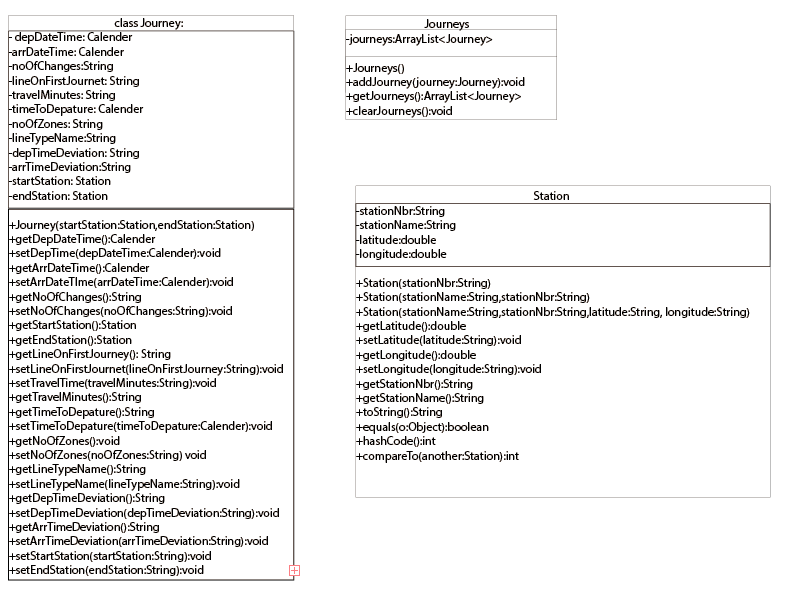 class Journey:
- depDateTime: Calender
-arrDateTime: Calender
-noOfChanges:String
-lineOnFirstJournet: String
-travelMinutes: String
-timeToDepature: Calender
-noOfZones: String
-lineTypeName:String
-depTimeDeviation: String
-arrTimeDeviation:String
-startStation: Station
-endStation: Station
+Journey(startStation:Station,endStation:Station)
+getDepDateTime():Calender
+setDepTime(depDateTime:Calender):void
+getArrDateTime():Calender
+setArrDateTIme(arrDateTime:Calender):void
+getNoOfChanges():String
+setNoOfChanges(noOfChanges:String):void
+getStartStation():Station
+getEndStation():Station
+getLineOnFirstJourney(): String
+setLineOnFirstJournet(lineOnFirstJourney:String):void
+setTravelTime(travelMinutes:String):void
+getTravelMinutes():String
+getTimeToDepature():String
+setTimeToDepature(timeToDepature:Calender):void
+getNoOfZones():void
+setNoOfZones(noOfZones:String) void
+getLineTypeName():String
+setLineTypeName(lineTypeName:String):void
+getDepTimeDeviation():String
+setDepTimeDeviation(depTimeDeviation:String):void
+getArrTimeDeviation():String
+setArrTimeDeviation(arrTimeDeviation:String):void
+setStartStation(startStation:String):void
+setEndStation(endStation:String):void
Journeys
-journeys:ArrayList<Journey>
+Journeys()
+addJourney(journey:Journey):void
+getJourneys():ArrayList<Journey>
+clearJourneys():void
Station
-stationNbr:String
-stationName:String
-latitude:double
-longitude:double
+Station(stationNbr:String)
+Station(stationName:String,stationNbr:String)
+Station(stationName:String,stationNbr:String,latitude:String, longitude:String)
+getLatitude():double
+setLatitude(latitude:String):void
+getLongitude():double
+setLongitude(longitude:String):void
+getStationNbr():String
+getStationName():String
+toString():String
+equals(o:Object):boolean
+hashCode():int
+compareTo(another:Station):int